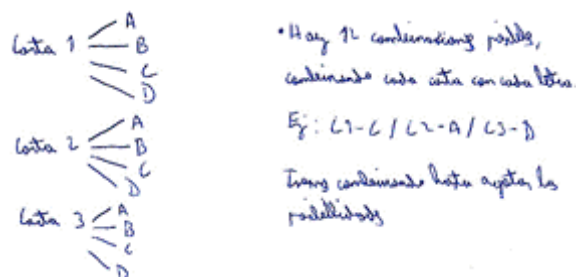 Carta 1
A
B
C
D
Carta 2
A
B
C
D
Carta 3
A
B
C
D
• Hay 12 combinaciones posibles,
combinando cada carta con cada letra.
Ej: C1-C / C2-A / C3-D
combinando hasta agotar las
posibilidades